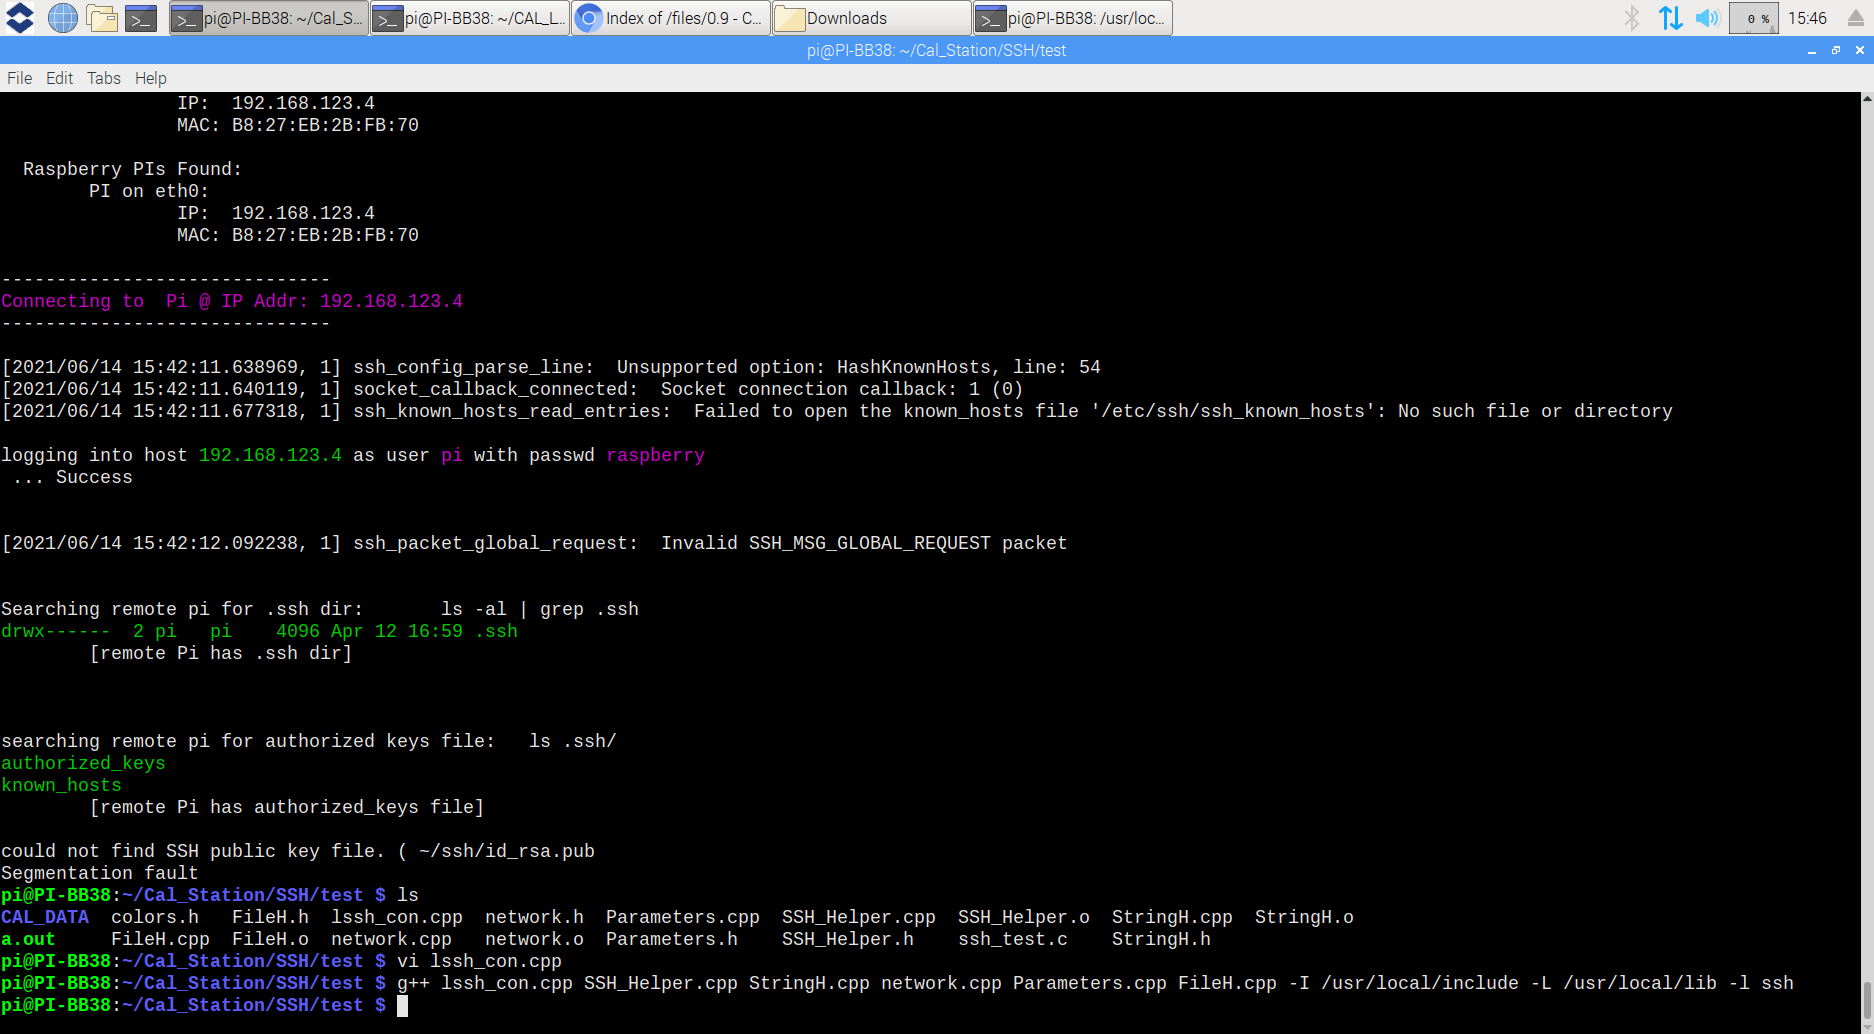 pi@PI-BB38: ~/Cal_S... pi@PI-BB38: ~/CAL_L... Index of /files/0.9 - C... Downloads pi@PI-BB38: /usr/loc... 0 % 15:46
pi@PI-BB38: ~/Cal_Station/SSH/test
File Edit Tabs Help
IP:  192.168.123.4
MAC: B8:27:EB:2B:FB:70
Raspberry PIs Found:
PI on eth0:
IP:  192.168.123.4
MAC: B8:27:EB:2B:FB:70
------------------------------
Connecting to  Pi @ IP Addr: 192.168.123.4
------------------------------
[2021/06/14 15:42:11.638969, 1] ssh_config_parse_line:  Unsupported option: HashKnownHosts, line: 54
[2021/06/14 15:42:11.640119, 1] socket_callback_connected:  Socket connection callback: 1 (0)
[2021/06/14 15:42:11.677318, 1] ssh_known_hosts_read_entries:  Failed to open the known_hosts file '/etc/ssh/ssh_known_hosts': No such file or directory
logging into host 192.168.123.4 as user pi with passwd raspberry
... Success
[2021/06/14 15:42:12.092238, 1] ssh_packet_global_request:  Invalid SSH_MSG_GLOBAL_REQUEST packet
Searching remote pi for .ssh dir:       ls -al | grep .ssh
drwx------  2 pi   pi    4096 Apr 12 16:59 .ssh
[remote Pi has .ssh dir]
searching remote pi for authorized keys file:   ls .ssh/
authorized_keys
known_hosts
[remote Pi has authorized_keys file]
could not find SSH public key file. ( ~/ssh/id_rsa.pub
Segmentation fault
pi@PI-BB38:~/Cal_Station/SSH/test $ ls
CAL_DATA  colors.h   FileH.h  lssh_con.cpp  network.h  Parameters.cpp  SSH_Helper.cpp  SSH_Helper.o  StringH.cpp  StringH.o
a.out     FileH.cpp  FileH.o  network.cpp   network.o  Parameters.h    SSH_Helper.h    ssh_test.c    StringH.h
pi@PI-BB38:~/Cal_Station/SSH/test $ vi lssh_con.cpp
pi@PI-BB38:~/Cal_Station/SSH/test $ g++ lssh_con.cpp SSH_Helper.cpp StringH.cpp network.cpp Parameters.cpp FileH.cpp -I /usr/local/include -L /usr/local/lib -l ssh
pi@PI-BB38:~/Cal_Station/SSH/test $